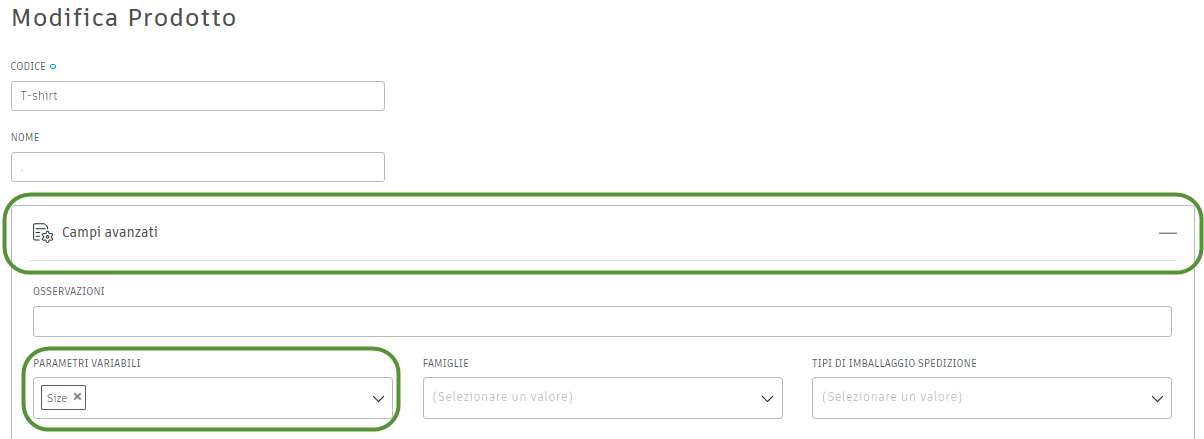 Modifica Prodotto
CODICE
T-shirt
NOME
.
Campi avanzati
OSSERVAZIONI
PARAMETRI VARIABILI FAMIGLIE TIPI DI IMBALLAGGIO SPEDIZIONE
Size × (Selezionare un valore) (Selezionare un valore)